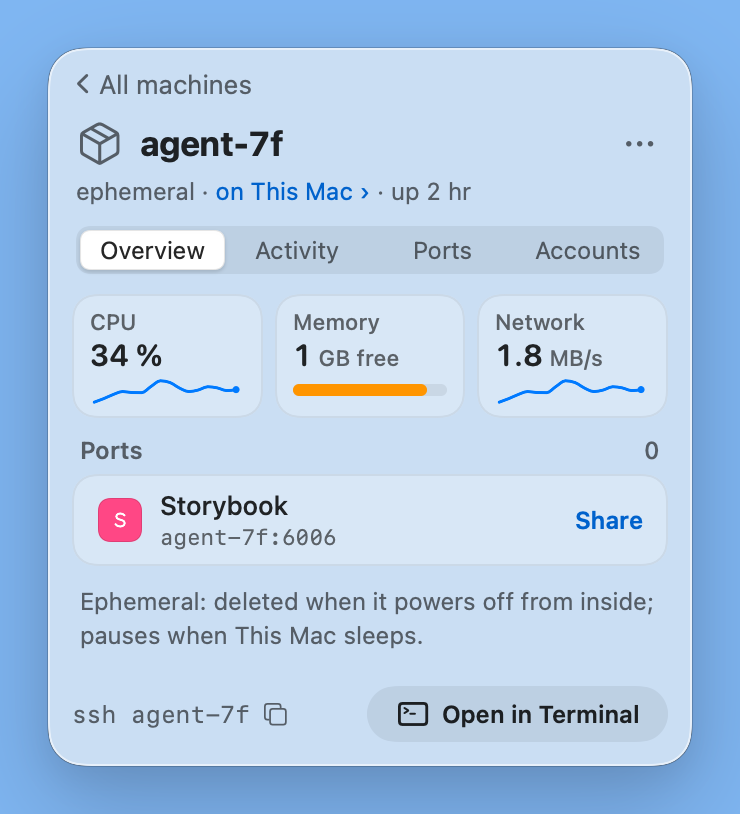 All machines
agent-7f
ephemeral · on This Mac › · up 2 hr
Overview Activity Ports Accounts
CPU Memory Network
34 % 1 GB free 1.8 MB/s
Ports 0
S Storybook
agent-7f:6006
Share
Ephemeral: deleted when it powers off from inside;
pauses when This Mac sleeps.
ssh agent-7f Open in Terminal